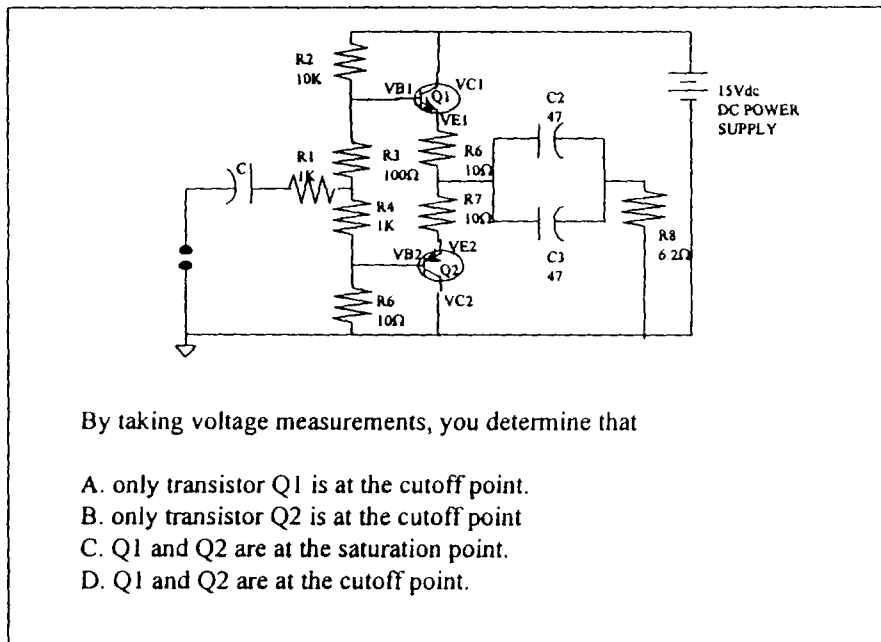 R2
10K
VB1
Q1
VC1
VE1
C2
47
15Vdc
DC POWER
SUPPLY
C
R1
1K
R3
100Ω
R6
10Ω
R4
1K
R7
10Ω
R8
6 2Ω
VB2
VE2
Q2
VC2
C3
47
R6
10Ω
By taking voltage measurements, you determine that
A. only transistor Q1 is at the cutoff point.
B. only transistor Q2 is at the cutoff point
C. Q1 and Q2 are at the saturation point.
D. Q1 and Q2 are at the cutoff point.